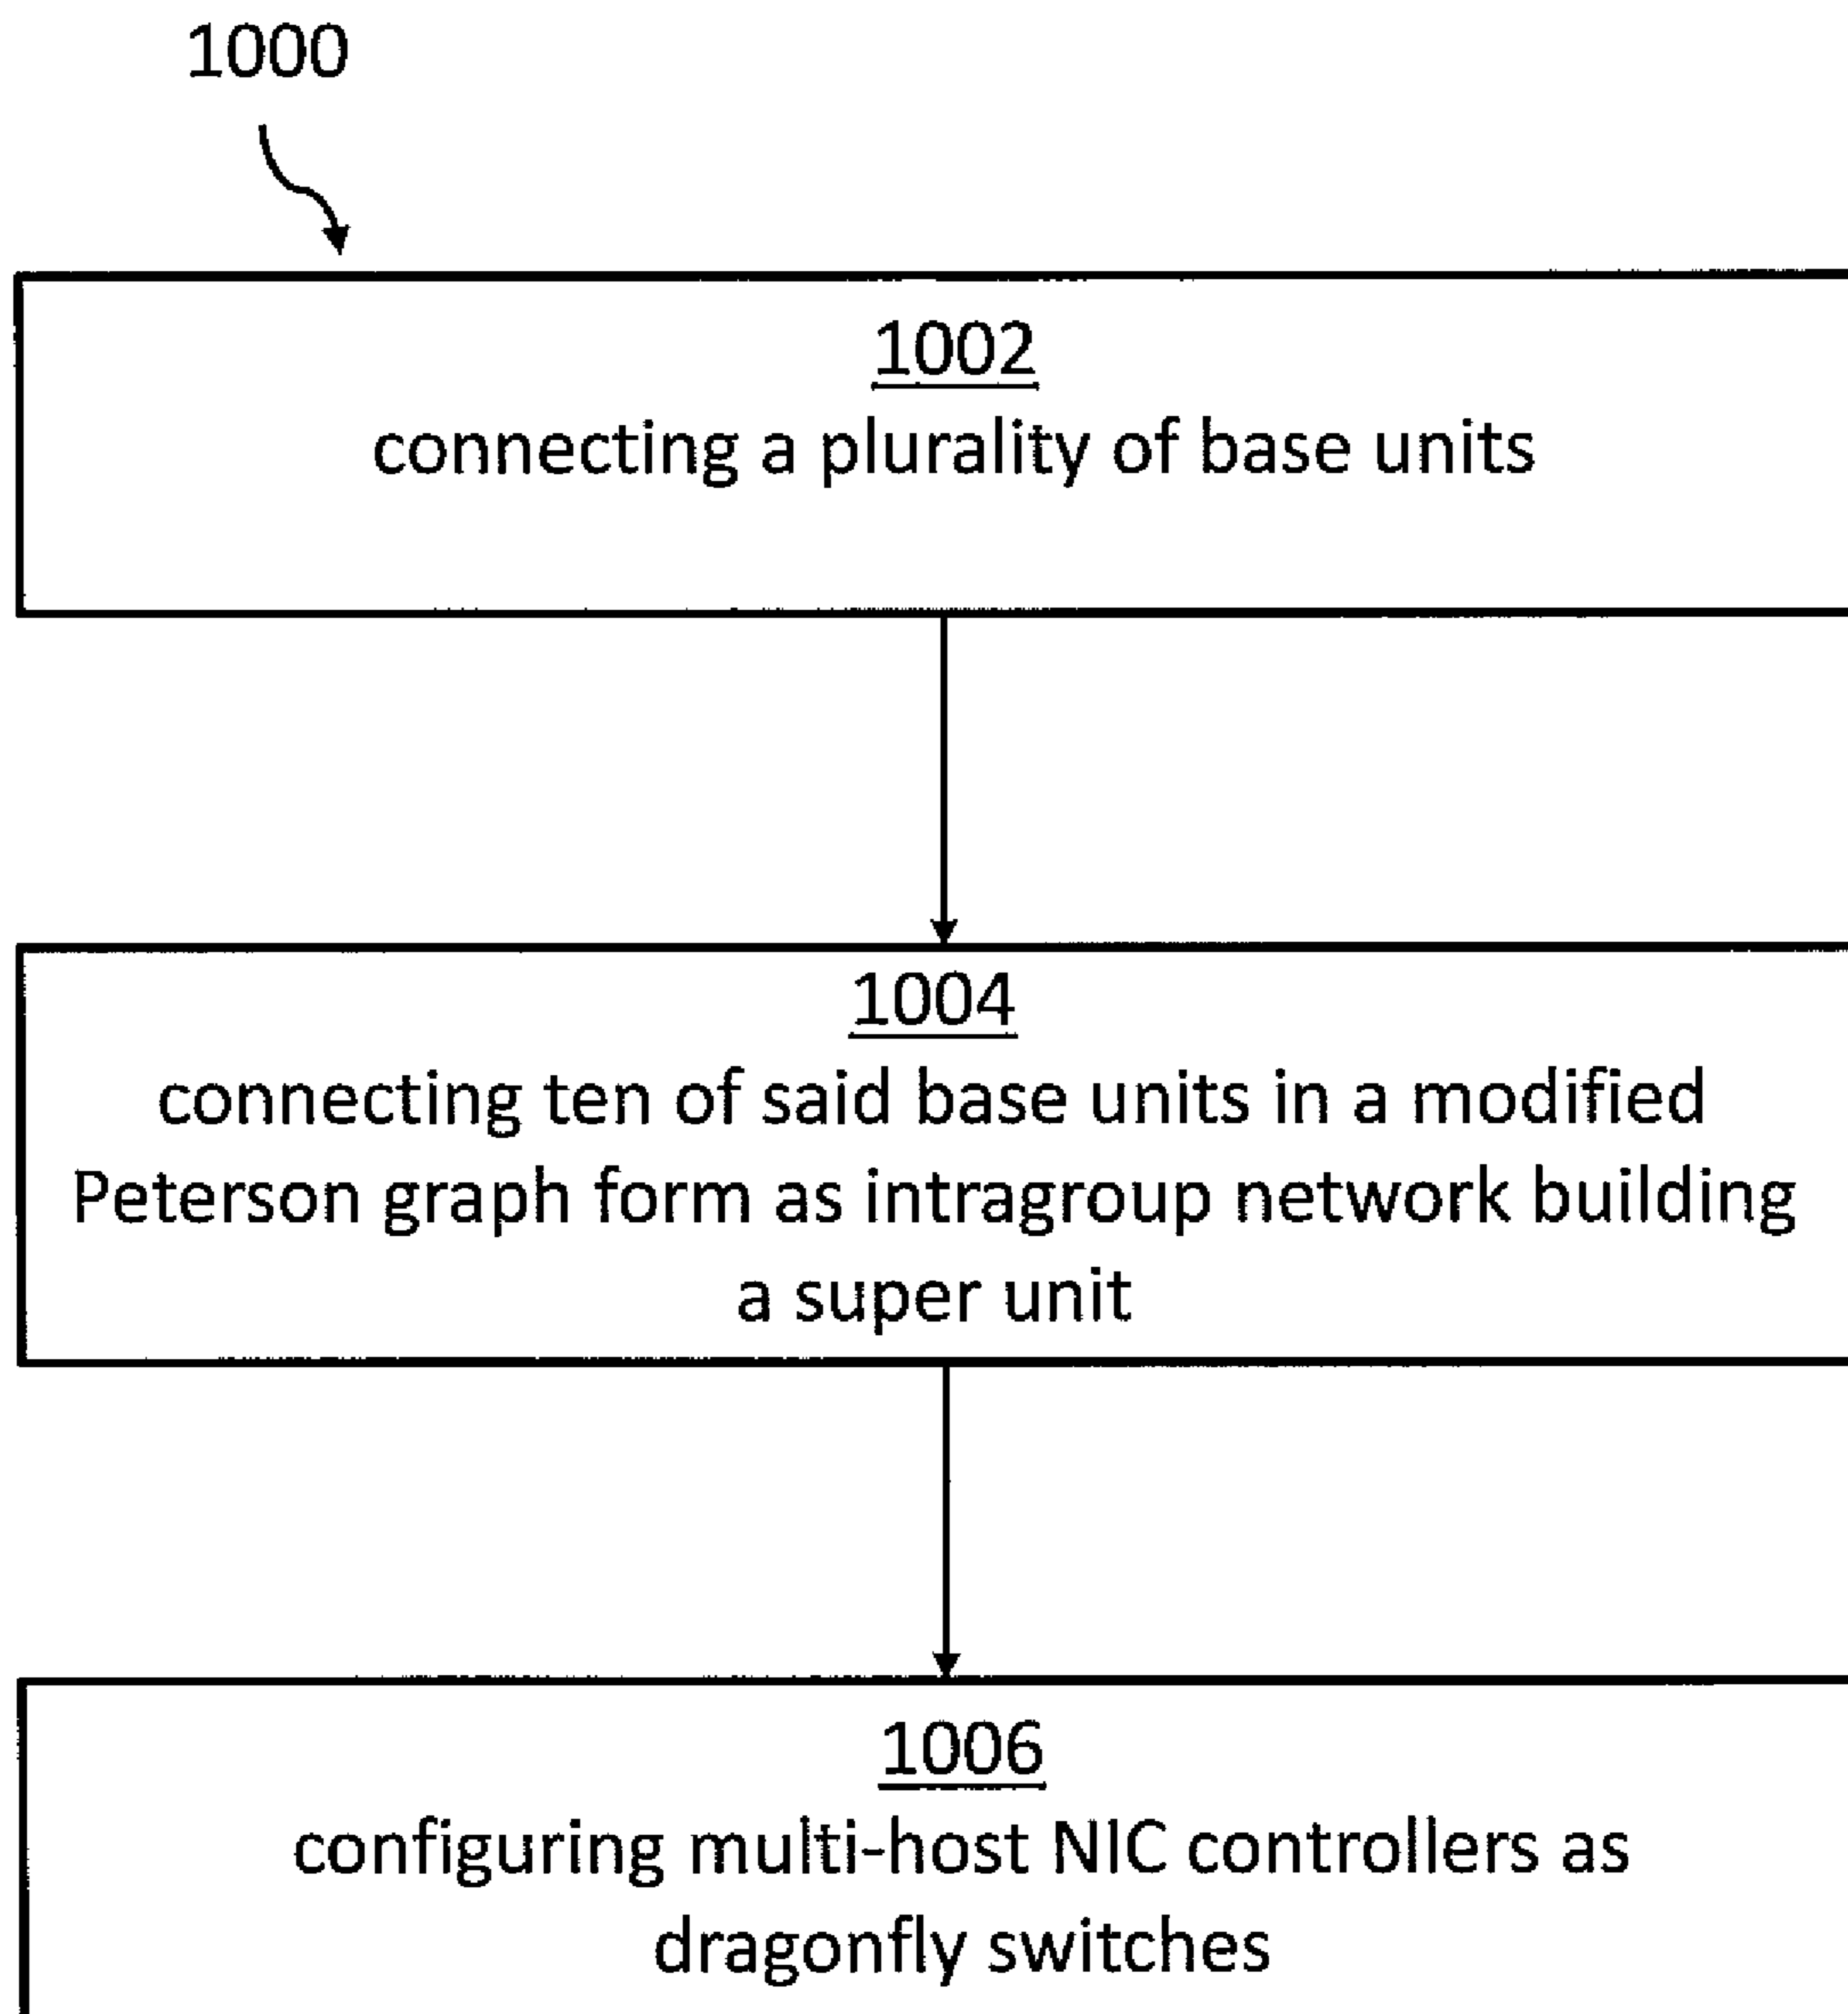 1000
1002
connecting a plurality of base units
1004
connecting ten of said base units in a modified
Peterson graph form as intragroup network building
a super unit
1006
configuring multi-host NIC controllers as
dragonfly switches